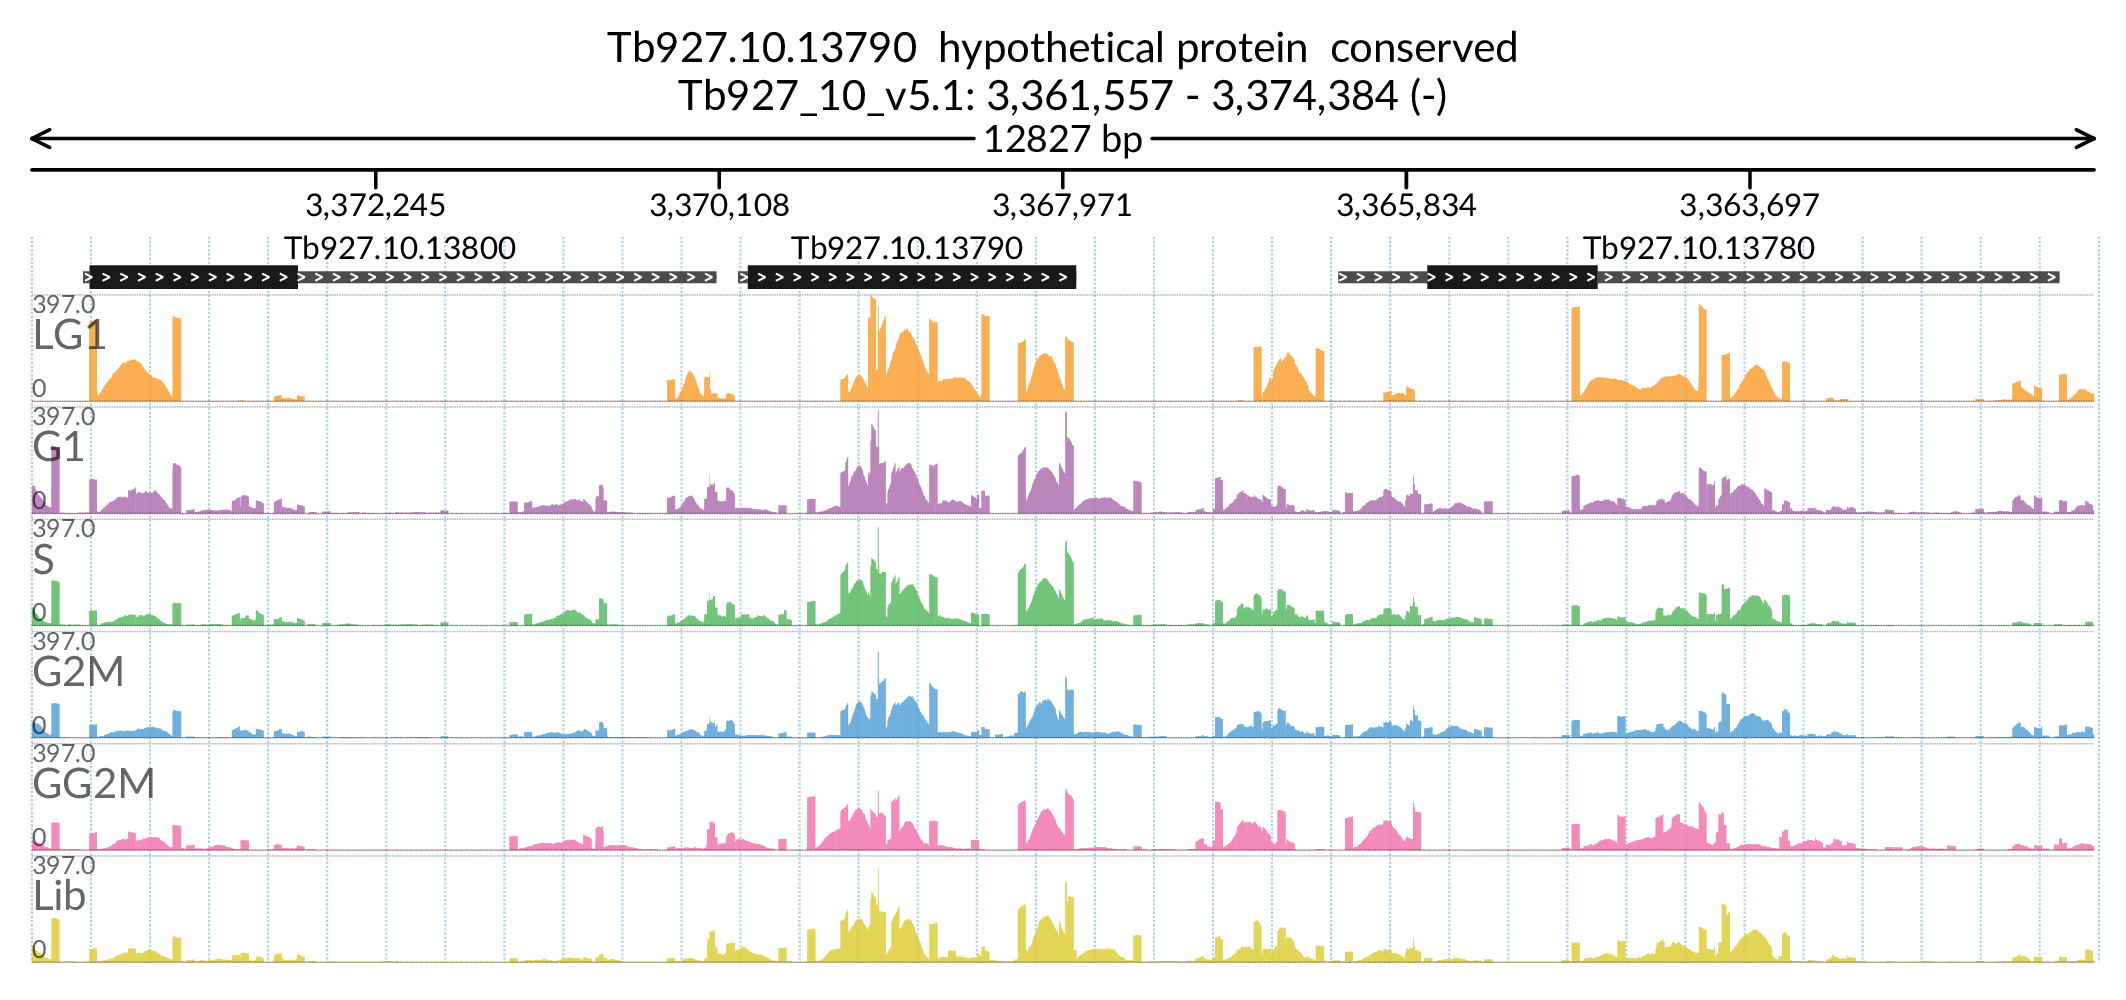 Tb927.10.13790  hypothetical protein  conserved
Tb927_10_v5.1: 3,361,557 - 3,374,384 (-)
12827 bp
3,372,245 3,370,108 3,367,971 3,365,834 3,363,697
Tb927.10.13800 Tb927.10.13790 Tb927.10.13780
397.0
LG1
0
397.0
G1
0
397.0
S
0
397.0
G2M
0
397.0
GG2M
0
397.0
Lib
0